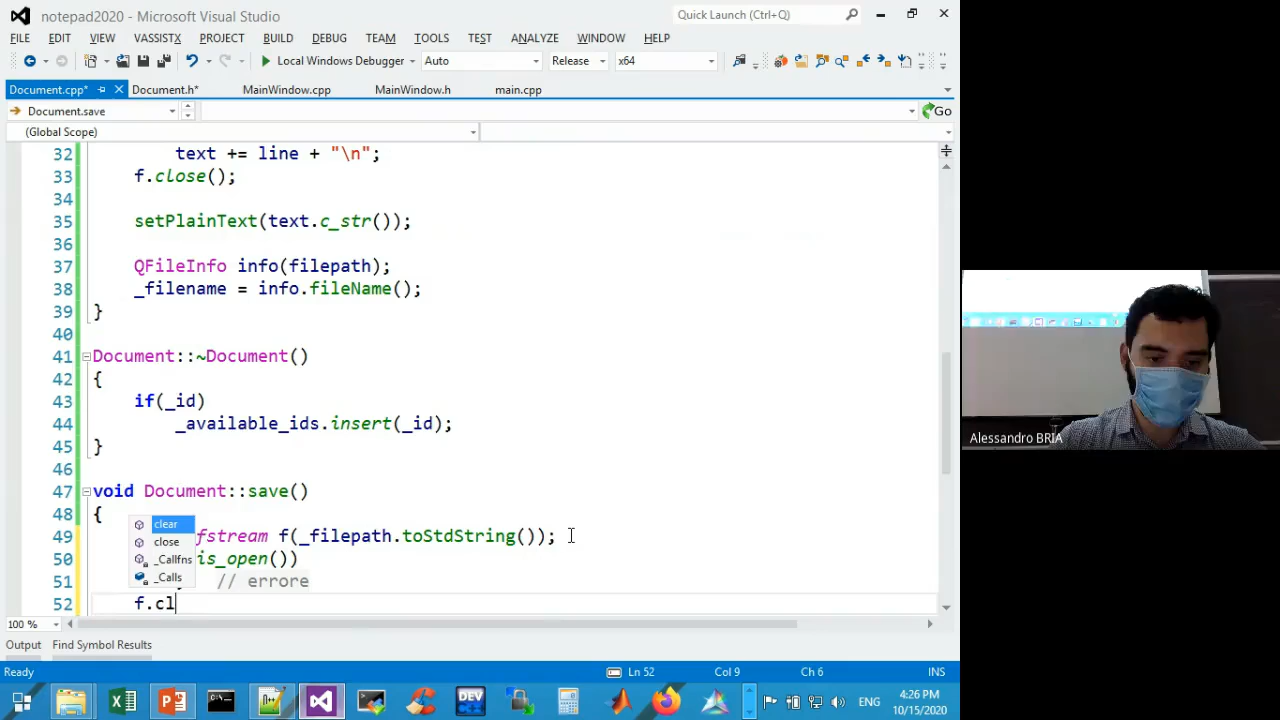 notepad2020 - Microsoft Visual Studio
Quick Launch (Ctrl+Q)
FILE EDIT VIEW VASSISTX PROJECT BUILD DEBUG TEAM TOOLS TEST ANALYZE WINDOW HELP
Local Windows Debugger Auto Release x64
Document.cpp* Document.h* MainWindow.cpp MainWindow.h main.cpp
Document.save Go
(Global Scope)
32 text += line + "\n";
33 f.close();
34
35 setPlainText(text.c_str());
36
37 QFileInfo info(filepath);
38 _filename = info.fileName();
39 }
40
41 Document::~Document()
42 {
43 if(_id)
44 _available_ids.insert(_id);
45 }
46
47 void Document::save()
48 {
49 fstream f(_filepath.toStdString());
50 is_open())
51 ; // errore
52 f.cl
clear
close
_Callfns
_Calls
100 %
Output Find Symbol Results
Ready Ln 52 Col 9 Ch 6 INS
DEV
ENG
4:26 PM
10/15/2020
Alessandro BRIA